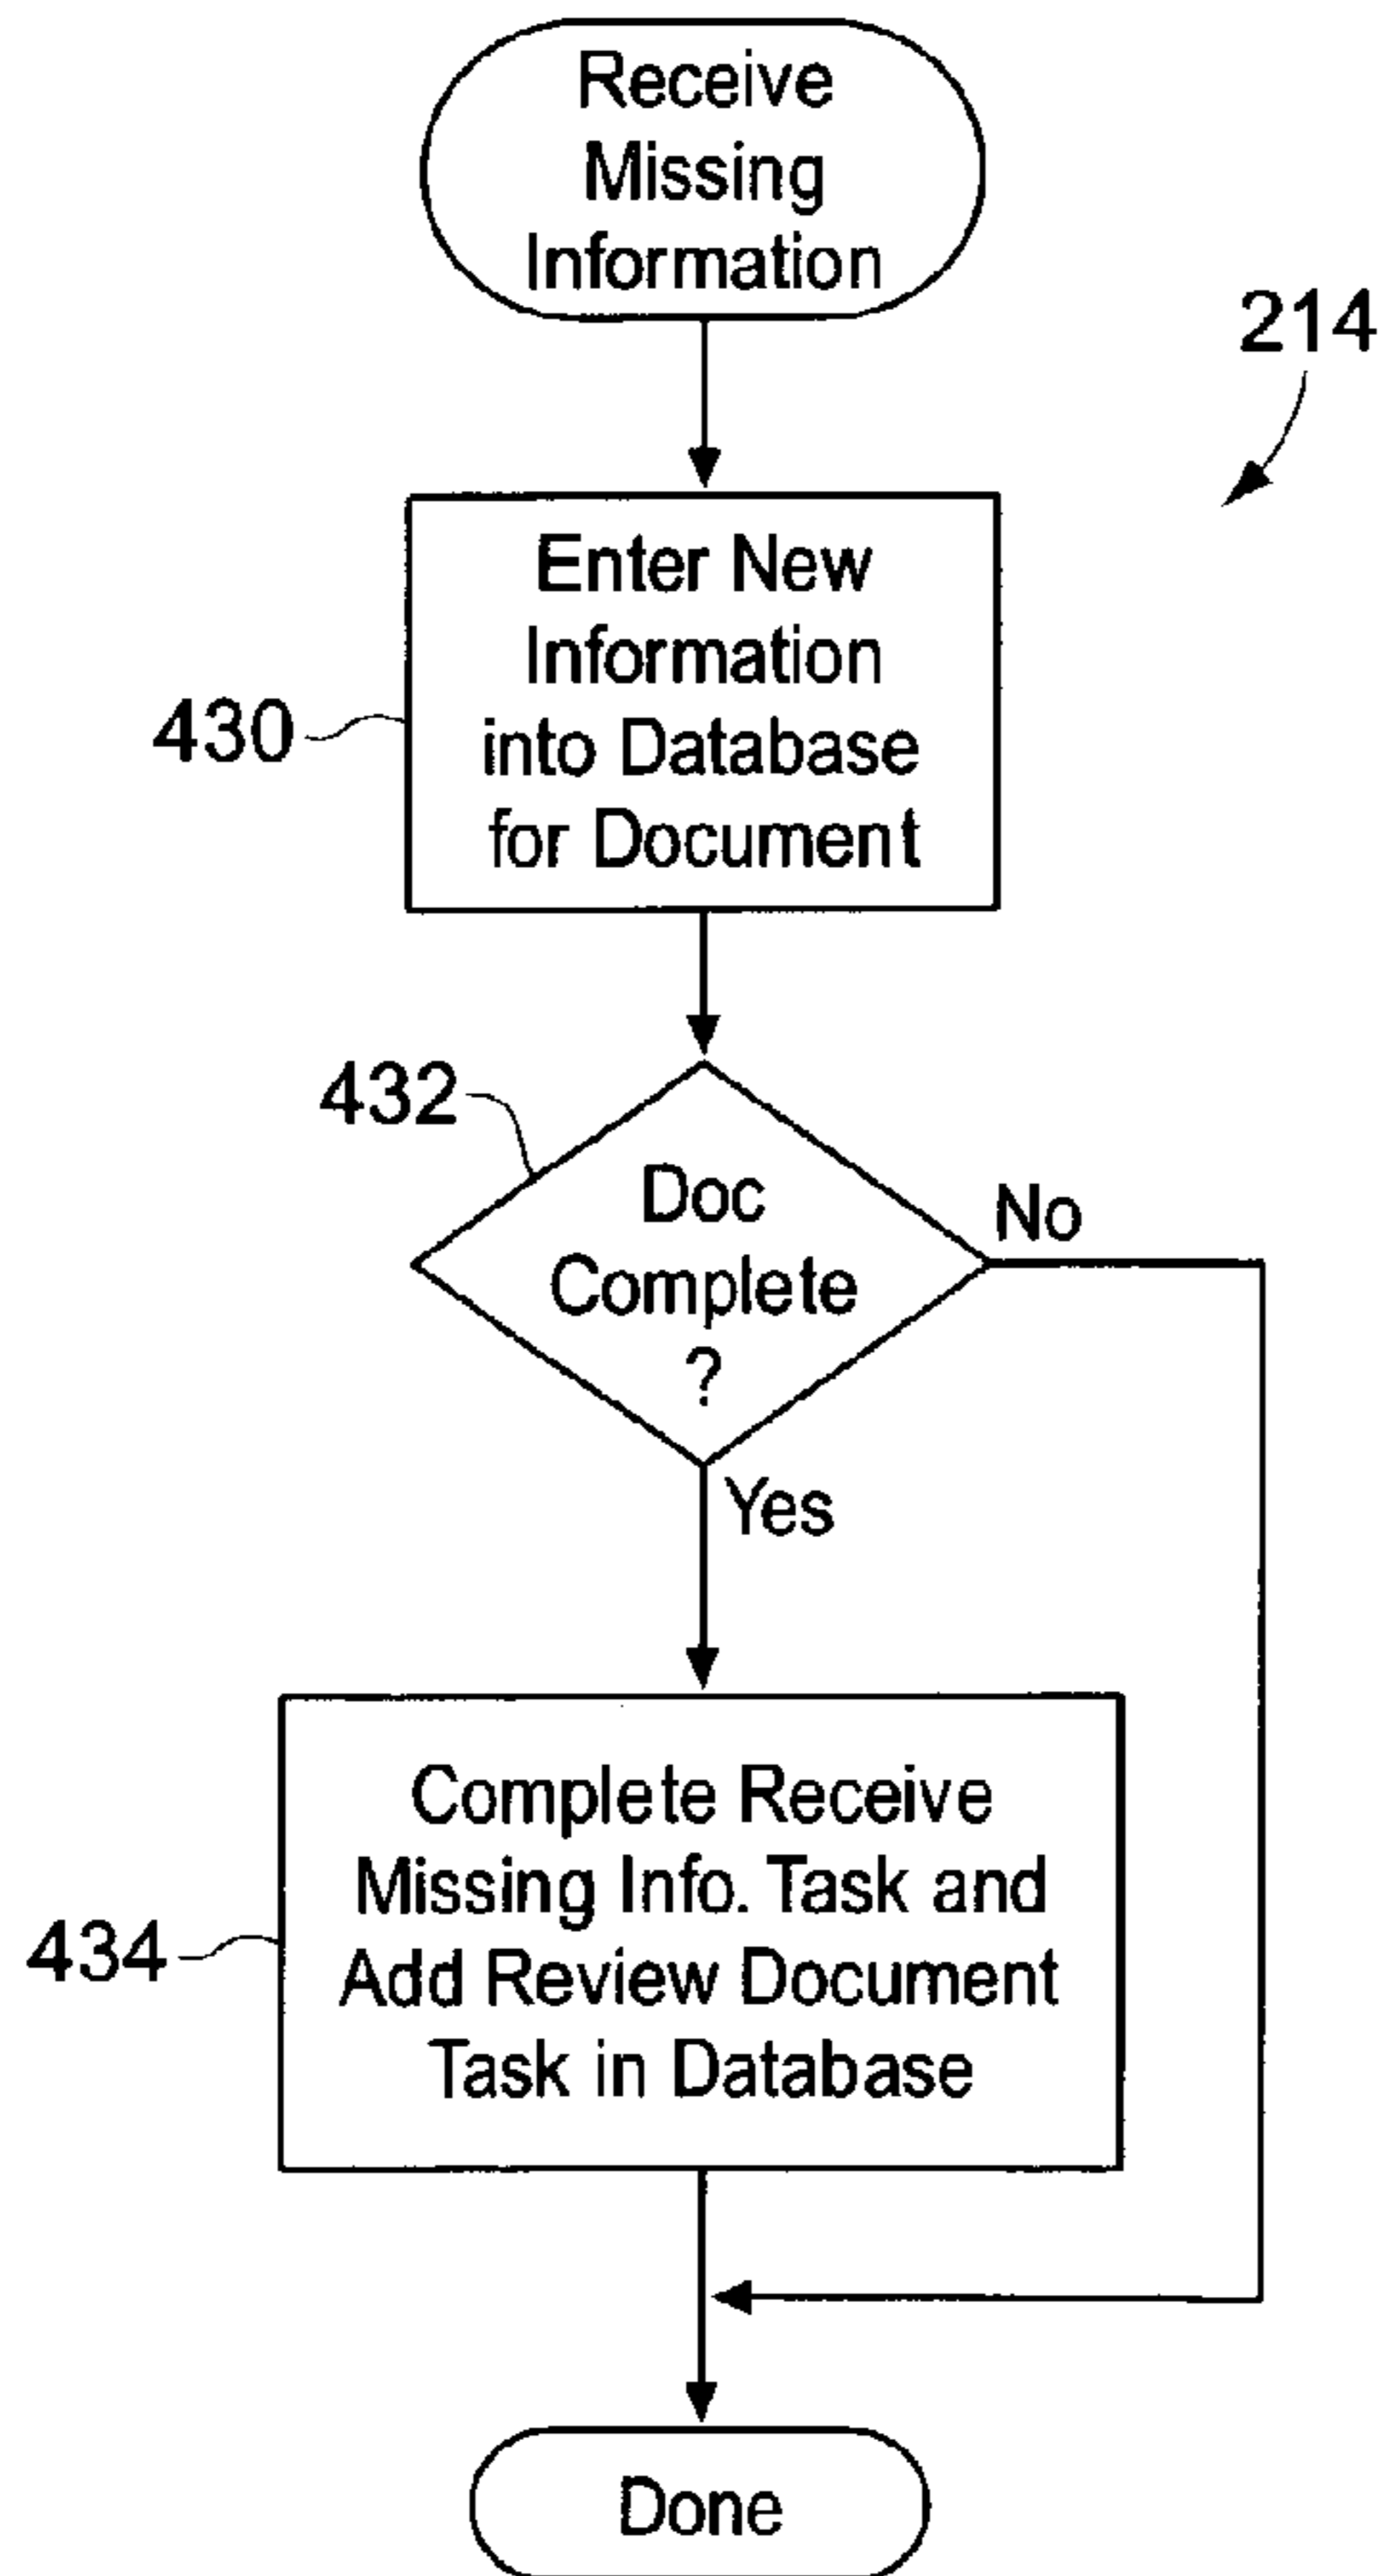 Receive
Missing
Information
214
Enter New
Information
into Database
for Document
430
432
Doc
Complete
?
No
Yes
Complete Receive
Missing Info. Task and
Add Review Document
Task in Database
434
Done